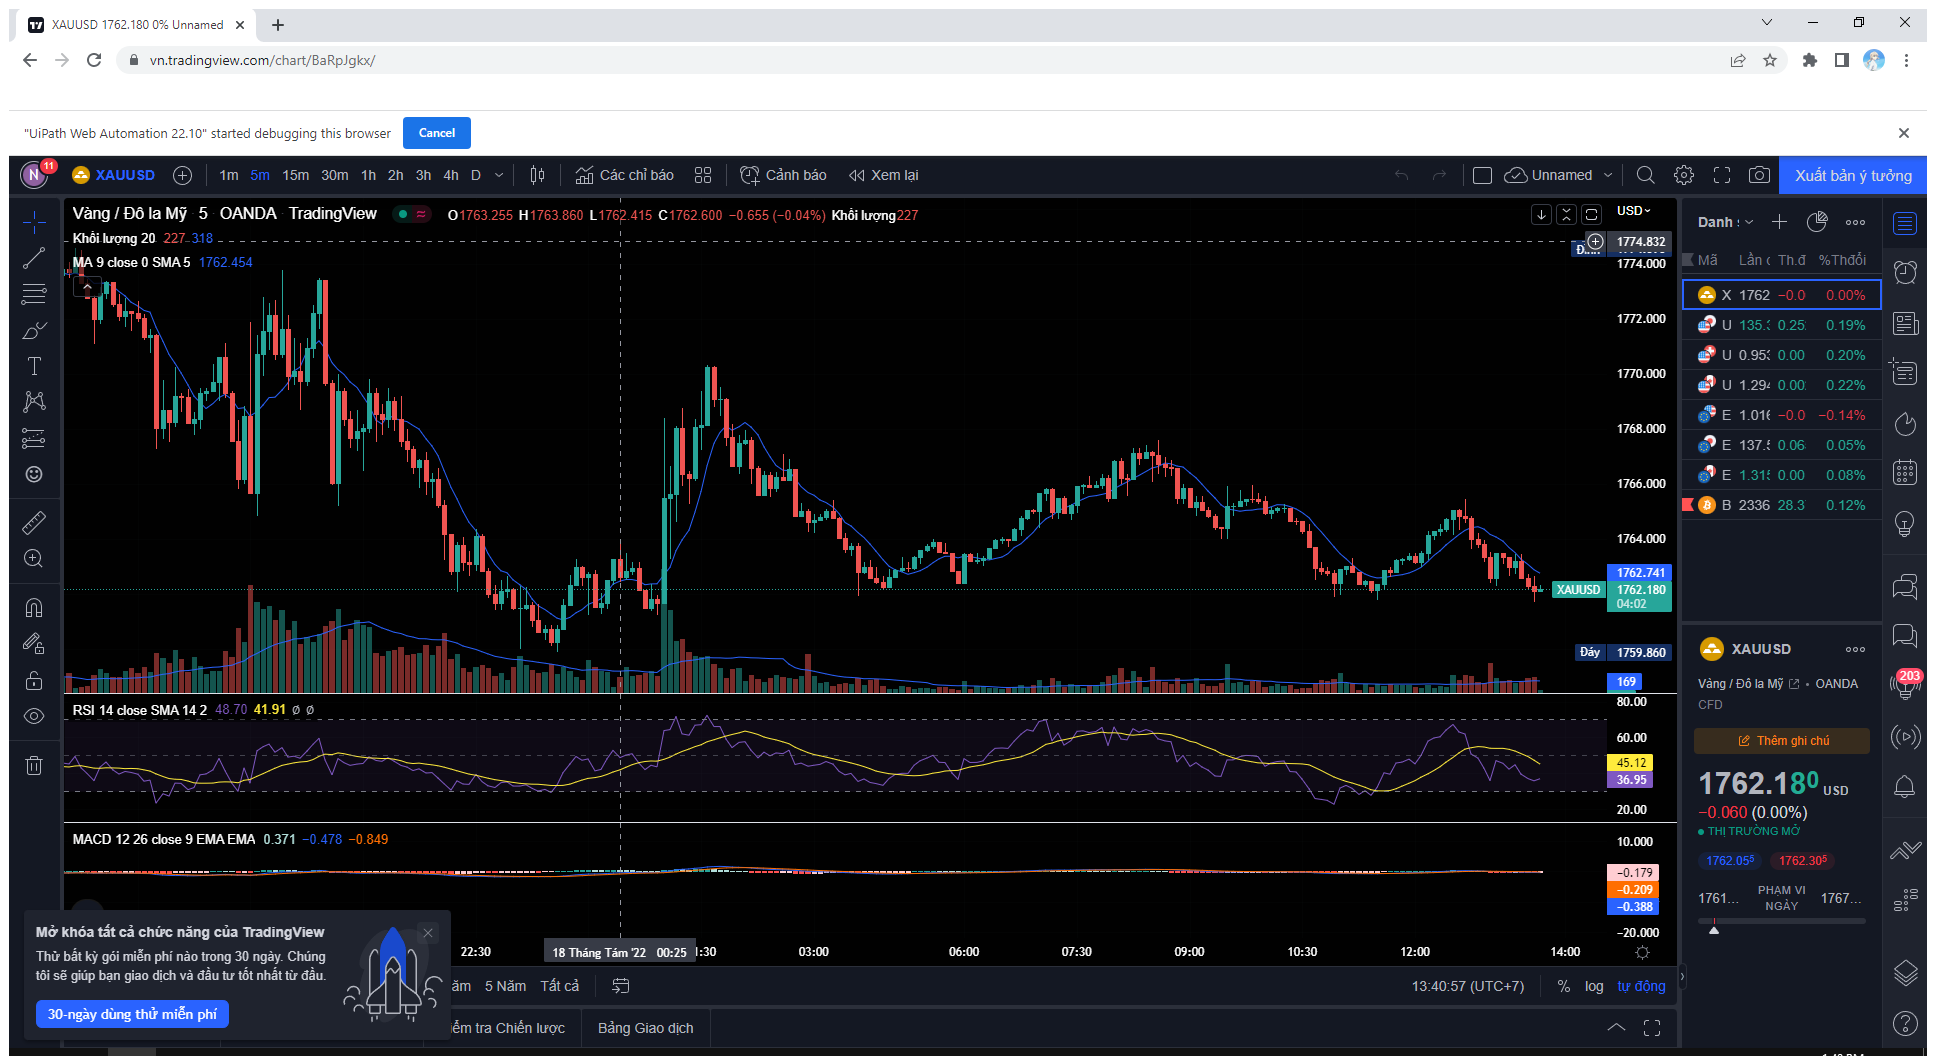 XAUUSD 1762.180 0% Unnamed
vn.tradingview.com/chart/BaRpJgkx/
"UiPath Web Automation 22.10" started debugging this browser Cancel
N 11 XAUUSD 1m 5m 15m 30m 1h 2h 3h 4h D Các chỉ báo Cảnh báo Xem lại Unnamed Xuất bản ý tưởng
Vàng / Đô la Mỹ 5 OANDA TradingView O1763.255 H1763.860 L1762.415 C1762.600 −0.655 (−0.04%) Khối lượng227
USD
Khối lượng 20 227 318
MA 9 close 0 SMA 5 1762.454
1774.832
1774.000
1772.000
1770.000
1768.000
1766.000
1764.000
1762.741
XAUUSD 1762.180
04:02
Đáy 1759.860
169
RSI 14 close SMA 14 2 48.70 41.91 ø ø
80.00
60.00
45.12
36.95
20.00
MACD 12 26 close 9 EMA EMA 0.371 −0.478 −0.849
10.000
−0.179
−0.209
−0.388
−20.000
22:30 18 Tháng Tám '22 00:25 :30 03:00 06:00 07:30 09:00 10:30 12:00 14:00
Mở khóa tất cả chức năng của TradingView
Thử bất kỳ gói miễn phí nào trong 30 ngày. Chúng
tôi sẽ giúp bạn giao dịch và đầu tư tốt nhất từ đầu.
30-ngày dùng thử miễn phí
ăm 5 Năm Tất cả 13:40:57 (UTC+7) % log tự động
iểm tra Chiến lược Bảng Giao dịch
Danh
Mã Lần Th.đ %Thđối
X 1762 −0.0 0.00%
U 135. 0.25 0.19%
U 0.95 0.00 0.20%
U 1.29 0.00 0.22%
E 1.016 −0.0 −0.14%
E 137.5 0.06 0.05%
E 1.31 0.00 0.08%
B 2336 28.3 0.12%
XAUUSD
Vàng / Đô la Mỹ • OANDA
CFD
Thêm ghi chú
1762.180 USD
−0.060 (0.00%)
THỊ TRƯỜNG MỞ
1762.055 1762.305
1761... PHẠM VI NGÀY 1767...
203